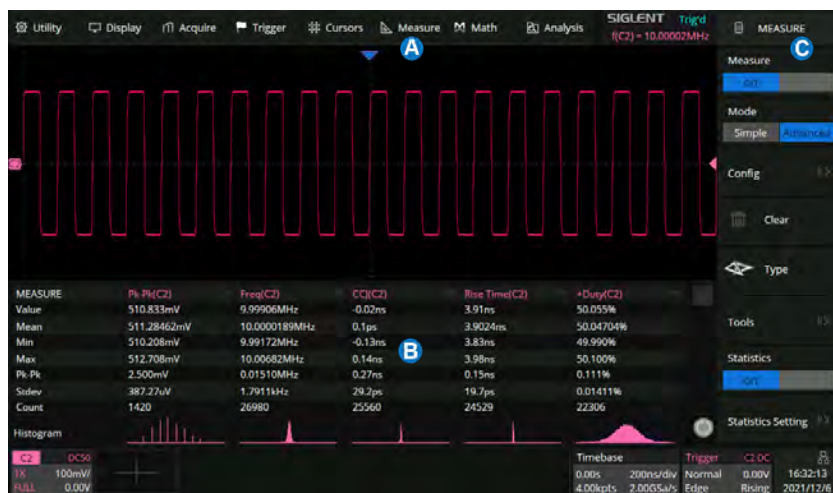 Utility Display Acquire Trigger Cursors Measure Math Analysis SIGLENT Trig'd MEASURE
f(C2) = 10.00002MHz
A
C
Measure
Mode
Simple Advanced
C2
Config
Clear
Type
MEASURE Pk-Pk(C2) Freq(C2) CCJ(C2) Rise Time(C2) +Duty(C2)
Value 510.833mV 9.99906MHz -0.02ns 3.91ns 50.055%
Mean 511.28462mV 10.0000189MHz 0.1ps 3.9024ns 50.04704%
Tools
Min 510.208mV 9.99172MHz -0.13ns 3.83ns 49.990%
B
Max 512.708mV 10.00682MHz 0.14ns 3.98ns 50.100%
Statistics
Pk-Pk 2.500mV 0.01510MHz 0.27ns 0.15ns 0.111%
Stdev 387.27uV 1.7911kHz 29.2ps 19.7ps 0.01411%
Count 1420 26980 25560 24529 22306
Statistics Setting
Histogram
C2 DC50 Timebase Trigger C2 DC
1X 100mV/ 0.00s 200ns/div Normal 0.00V 16:32:13
FULL 0.00V 4.00kpts 2.00GSa/s Edge Rising 2021/12/6